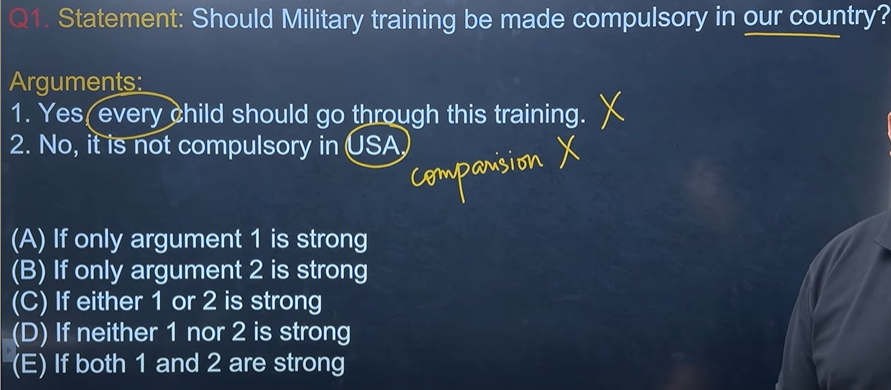 Q1. Statement: Should Military training be made compulsory in our country?
Arguments:
1. Yes, every child should go through this training. X
2. No, it is not compulsory in USA.
comparision X
(A) If only argument 1 is strong
(B) If only argument 2 is strong
(C) If either 1 or 2 is strong
(D) If neither 1 nor 2 is strong
(E) If both 1 and 2 are strong